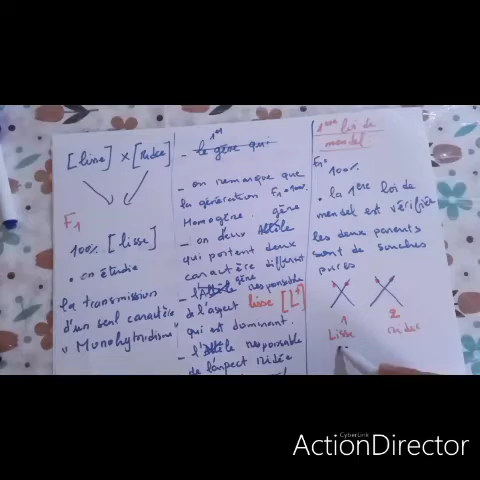 [lisse] x [Ridée]
F1
100% [lisse]
• on étudie
la transmission
d'un seul caractère
"Monohybridisme"
1er
- le gène qui
- on remarque que
la génération F1 = 100%
Homogène. gène
- on deux Allèle
qui portent deux
caractère différent
gène
- l'Allèle responsable
de l'aspect lisse [L+]
qui est dominant.
- l'allèle responsable
de l'aspect ridée
1ère loi de
mendel:
F1=
100%
• la 1ère loi de
mendel est vérifiée
les deux parents
sont de souches
pures
1 2
Lisse ridée
CyberLink
ActionDirector